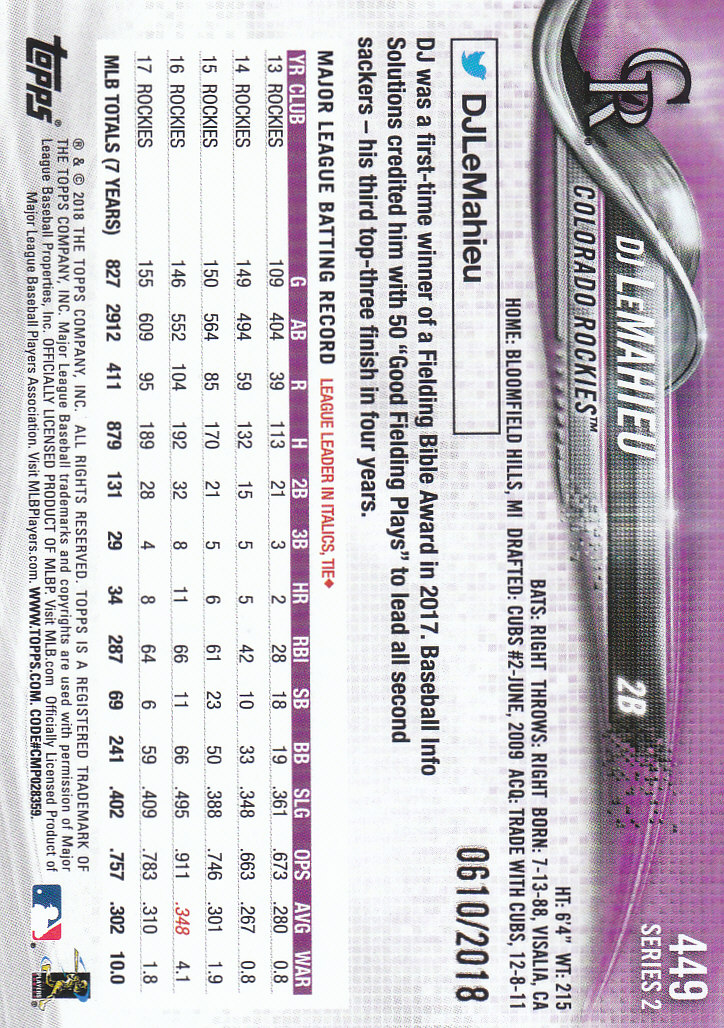 449
SERIES 2
CR®
DJ LeMAHIEU 2B
COLORADO ROCKIES™
HT: 6'4" WT: 215
BATS: RIGHT THROWS: RIGHT BORN: 7-13-88, VISALIA, CA
HOME: BLOOMFIELD HILLS, MI DRAFTED: CUBS #2-JUNE, 2009 ACQ: TRADE WITH CUBS, 12-8-11
DJLeMahieu
0610/2018
DJ was a first-time winner of a Fielding Bible Award in 2017. Baseball Info
Solutions credited him with 50 “Good Fielding Plays” to lead all second
sackers – his third top-three finish in four years.
MAJOR LEAGUE BATTING RECORD LEAGUE LEADER IN ITALICS, TIE◆
YR CLUB G AB R H 2B 3B HR RBI SB BB SLG OPS AVG WAR
13 ROCKIES 109 404 39 113 21 3 2 28 18 19 .361 .673 .280 0.8
14 ROCKIES 149 494 59 132 15 5 5 42 10 33 .348 .663 .267 0.8
15 ROCKIES 150 564 85 170 21 5 6 61 23 50 .388 .746 .301 1.9
16 ROCKIES 146 552 104 192 32 8 11 66 11 66 .495 .911 .348 4.1
17 ROCKIES 155 609 95 189 28 4 8 64 6 59 .409 .783 .310 1.8
MLB TOTALS (7 YEARS) 827 2912 411 879 131 29 34 287 69 241 .402 .757 .302 10.0
topps®
® & © 2018 THE TOPPS COMPANY, INC. ALL RIGHTS RESERVED. TOPPS IS A REGISTERED TRADEMARK OF
THE TOPPS COMPANY, INC. Major League Baseball trademarks and copyrights are used with permission of Major
League Baseball Properties, Inc. OFFICIALLY LICENSED PRODUCT OF MLBP. Visit MLB.com Officially Licensed Product of
Major League Baseball Players Association. Visit MLBPlayers.com. WWW.TOPPS.COM. CODE#CMP028359.
PLAYERS